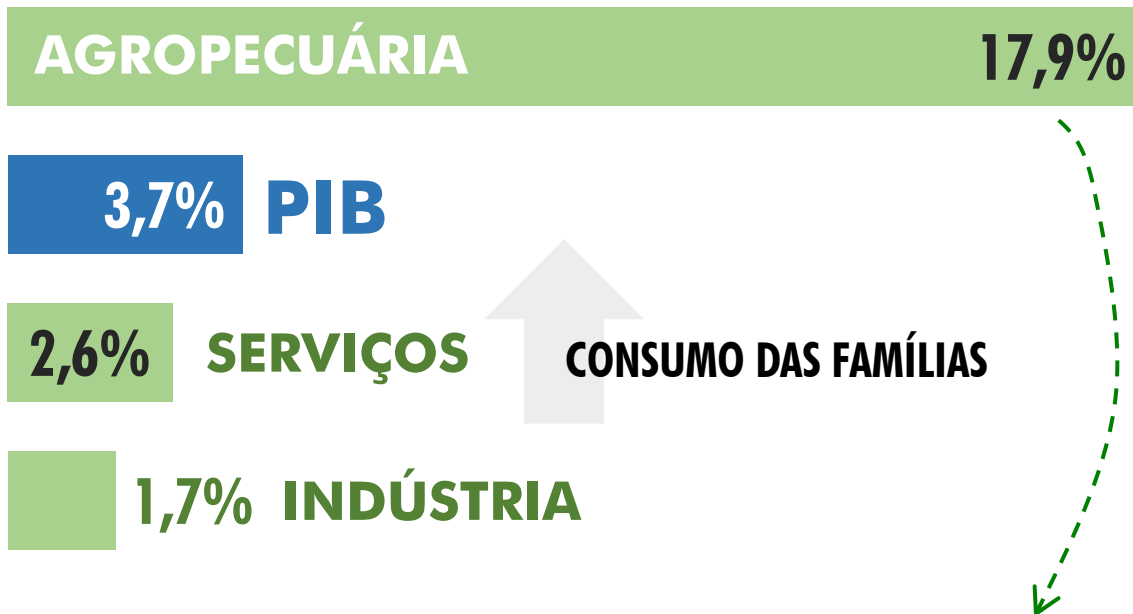 AGROPECUÁRIA 17,9%
3,7% PIB
2,6% SERVIÇOS CONSUMO DAS FAMÍLIAS
1,7% INDÚSTRIA